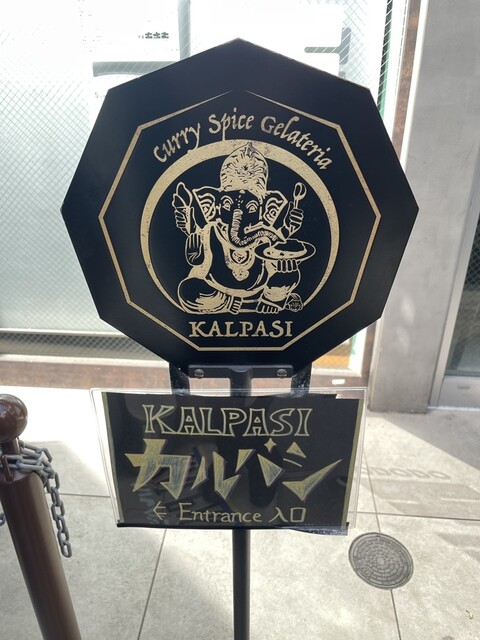 Curry Spice Gelateria
KALPASI
KALPASI
カルパシ
← Entrance 入口